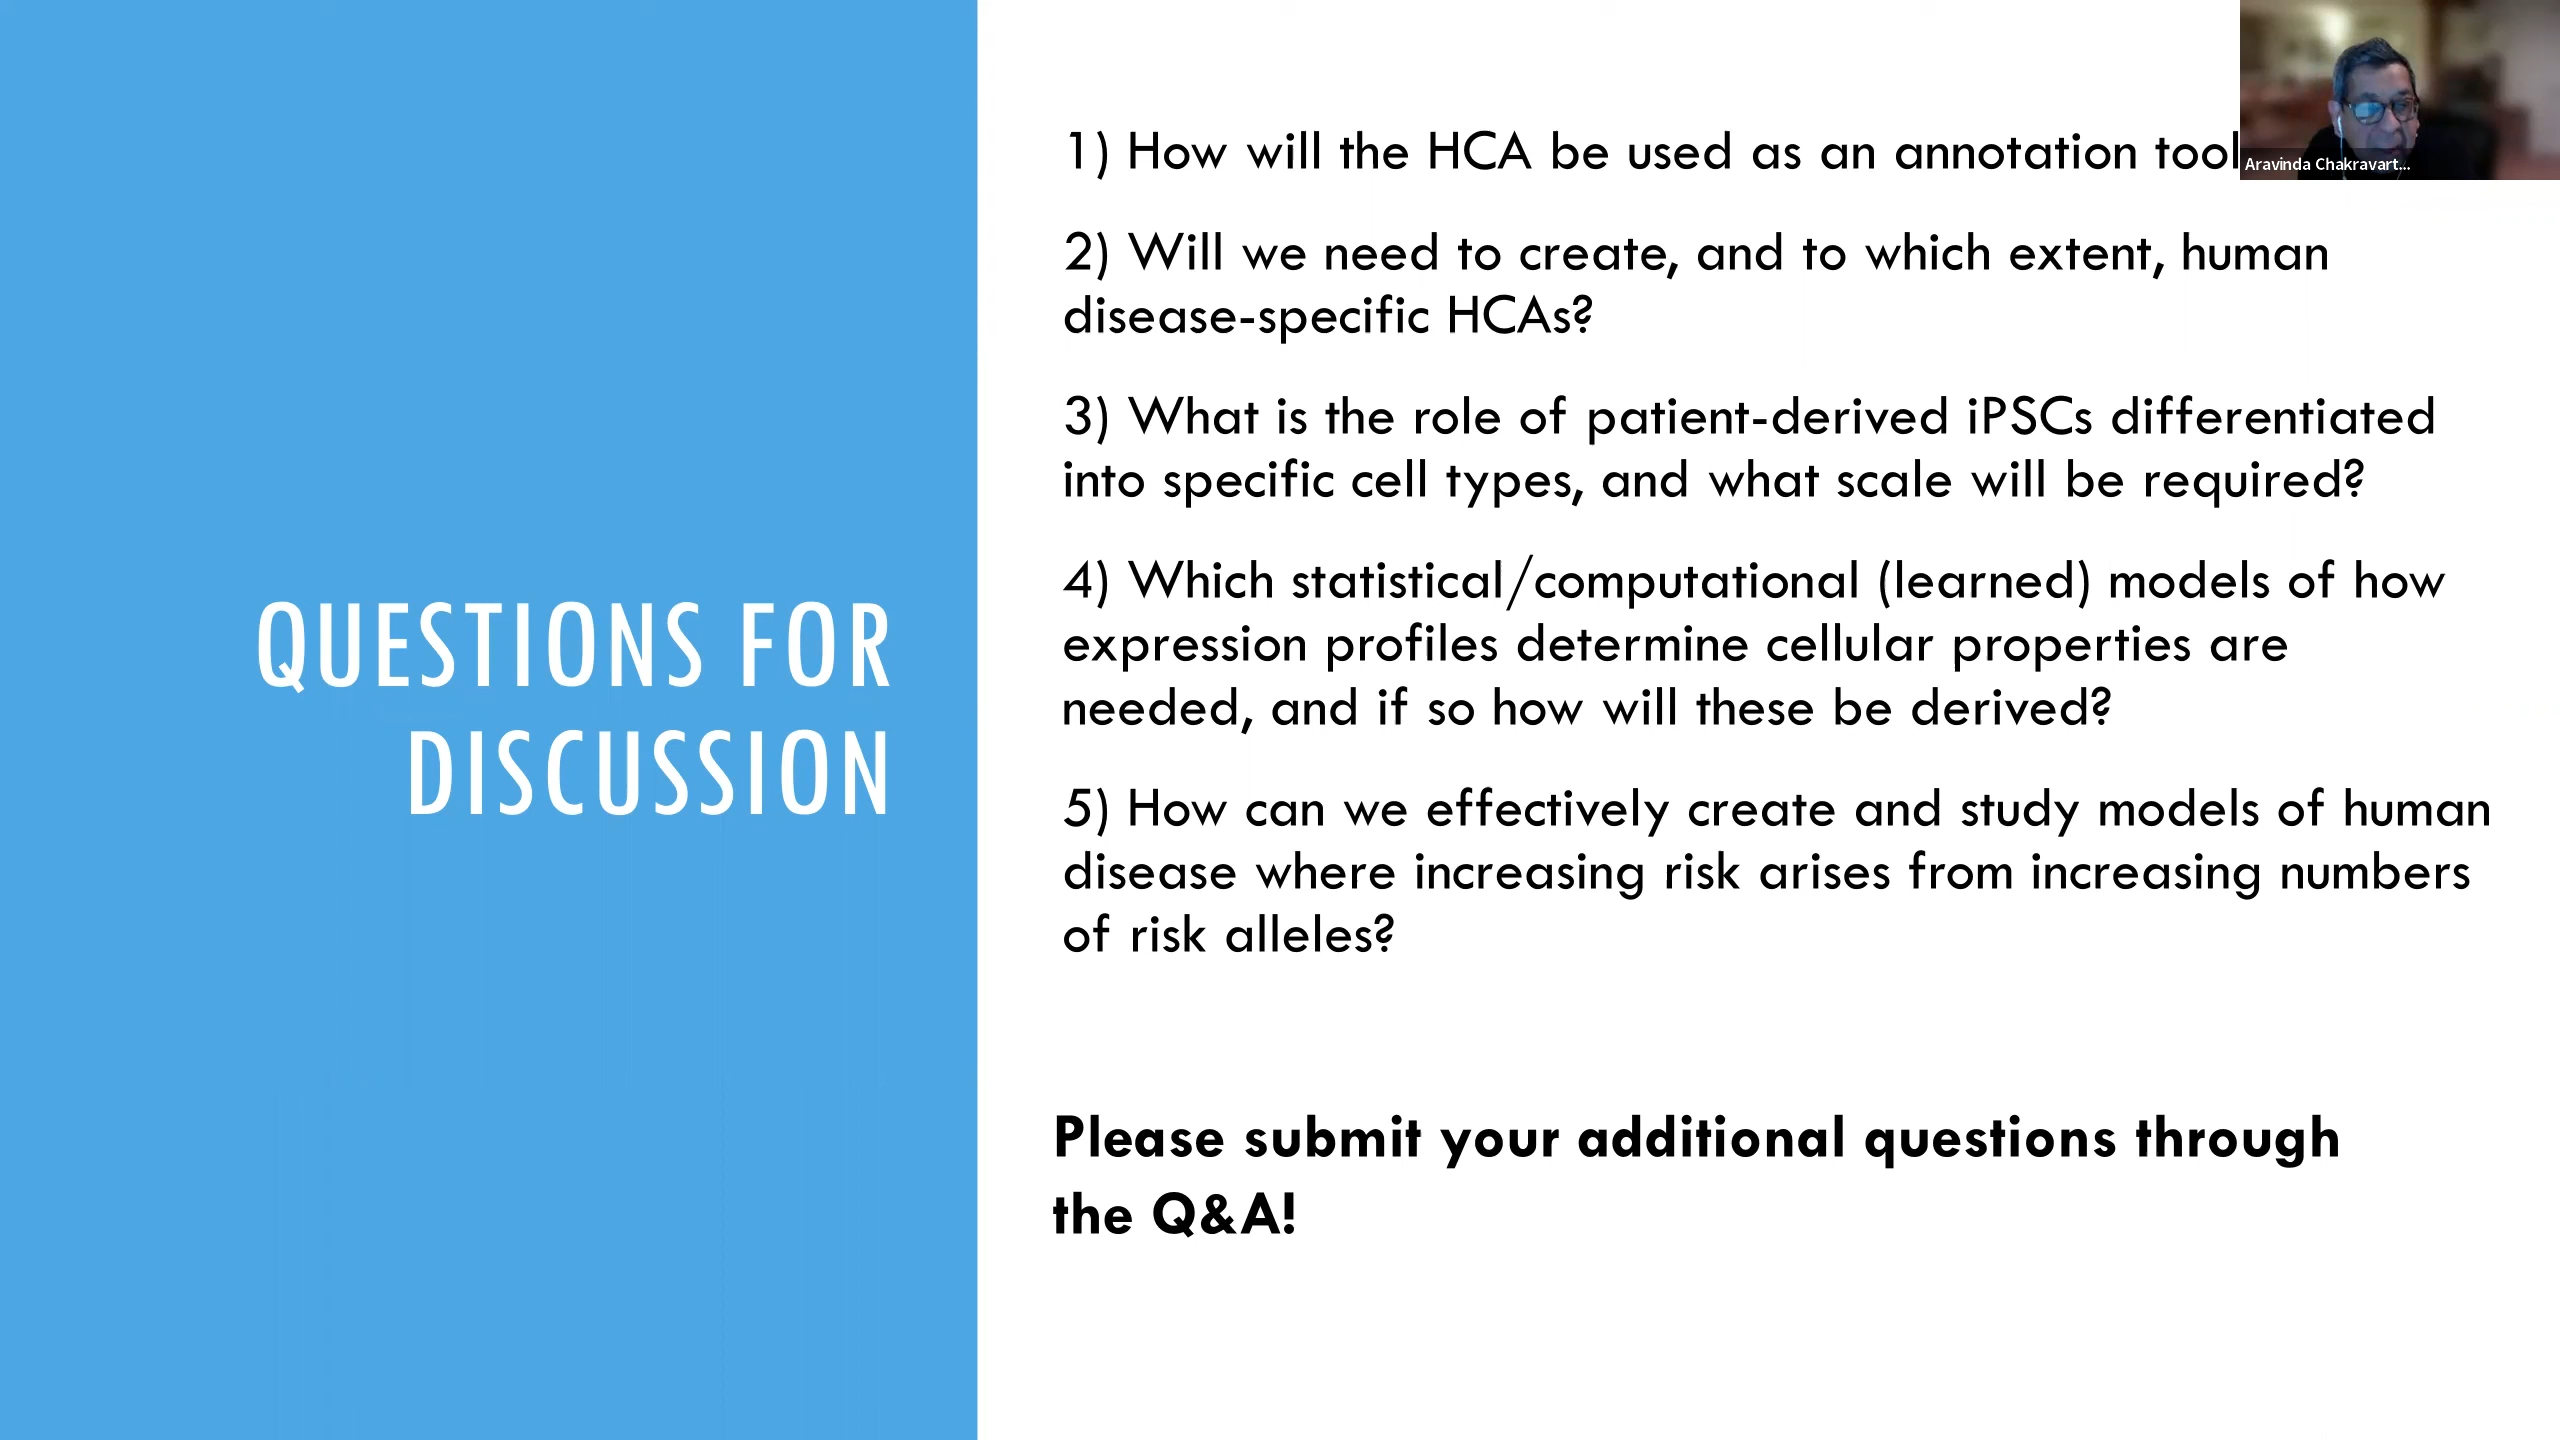 QUESTIONS FOR
DISCUSSION
1) How will the HCA be used as an annotation tool
2) Will we need to create, and to which extent, human
disease-specific HCAs?
3) What is the role of patient-derived iPSCs differentiated
into specific cell types, and what scale will be required?
4) Which statistical/computational (learned) models of how
expression profiles determine cellular properties are
needed, and if so how will these be derived?
5) How can we effectively create and study models of human
disease where increasing risk arises from increasing numbers
of risk alleles?
Please submit your additional questions through
the Q&A!
Aravinda Chakravart...